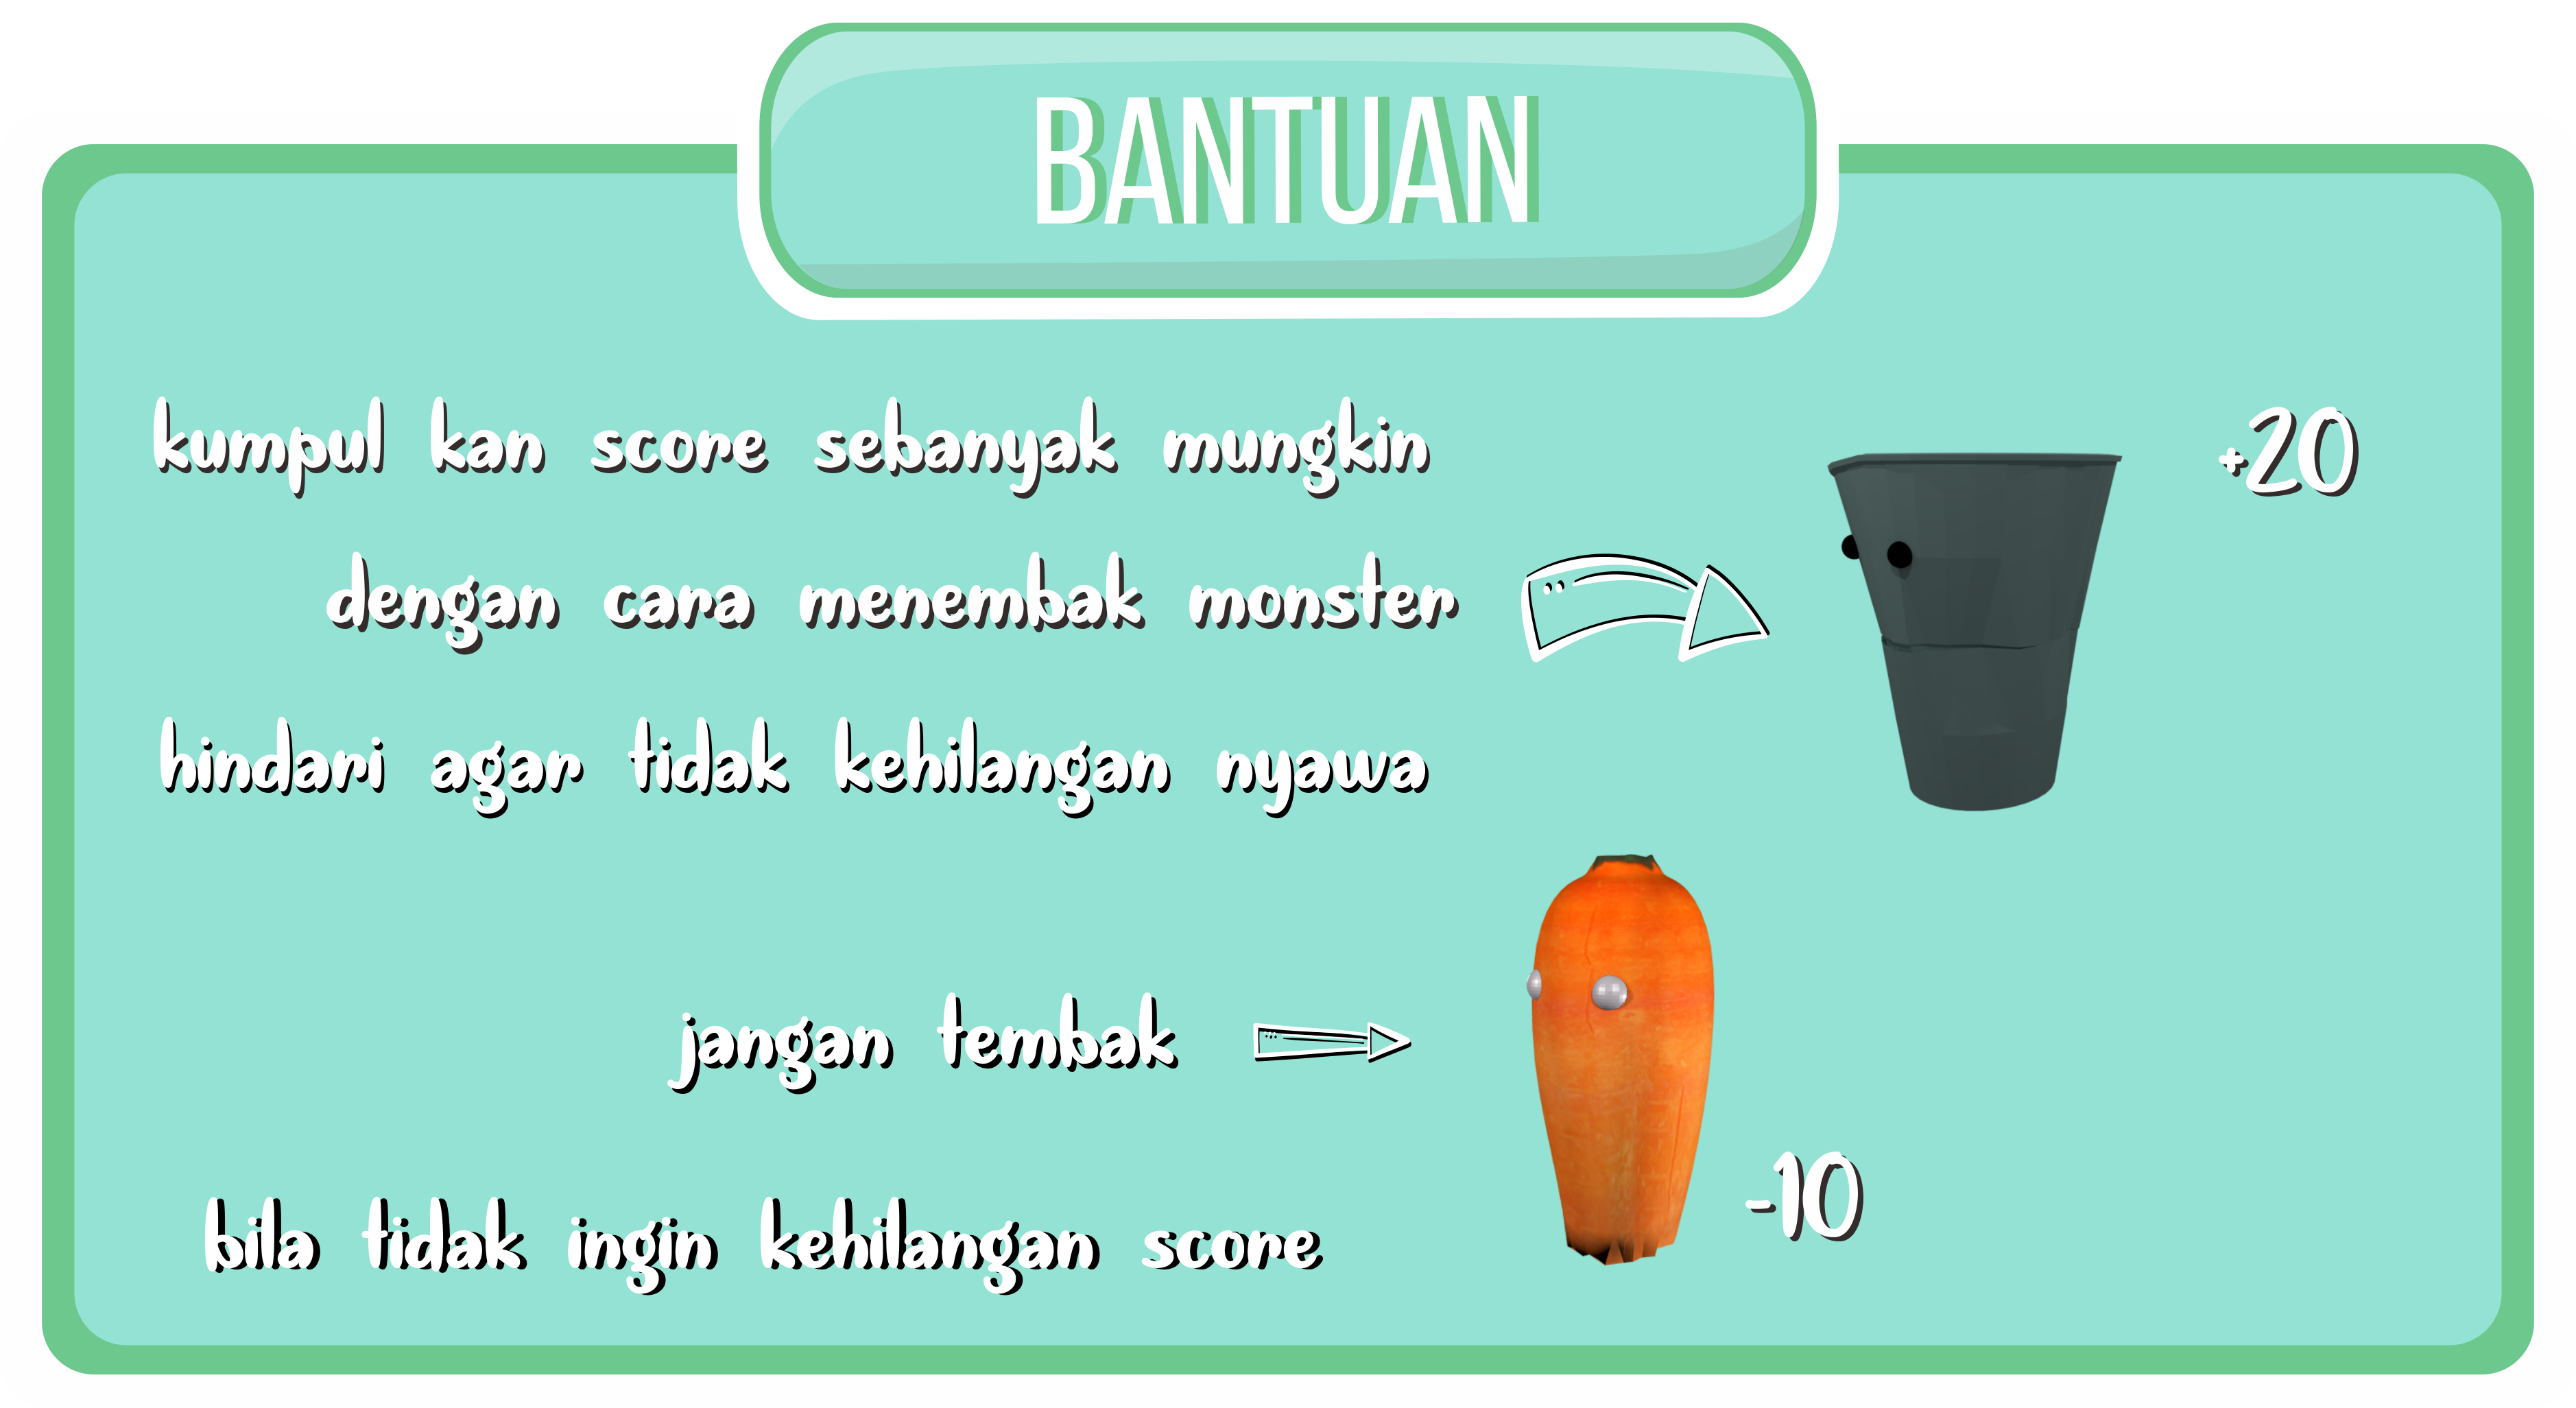 BANTUAN
kumpul kan score sebanyak mungkin
+20
dengan cara menembak monster
hindari agar tidak kehilangan nyawa
jangan tembak
-10
bila tidak ingin kehilangan score